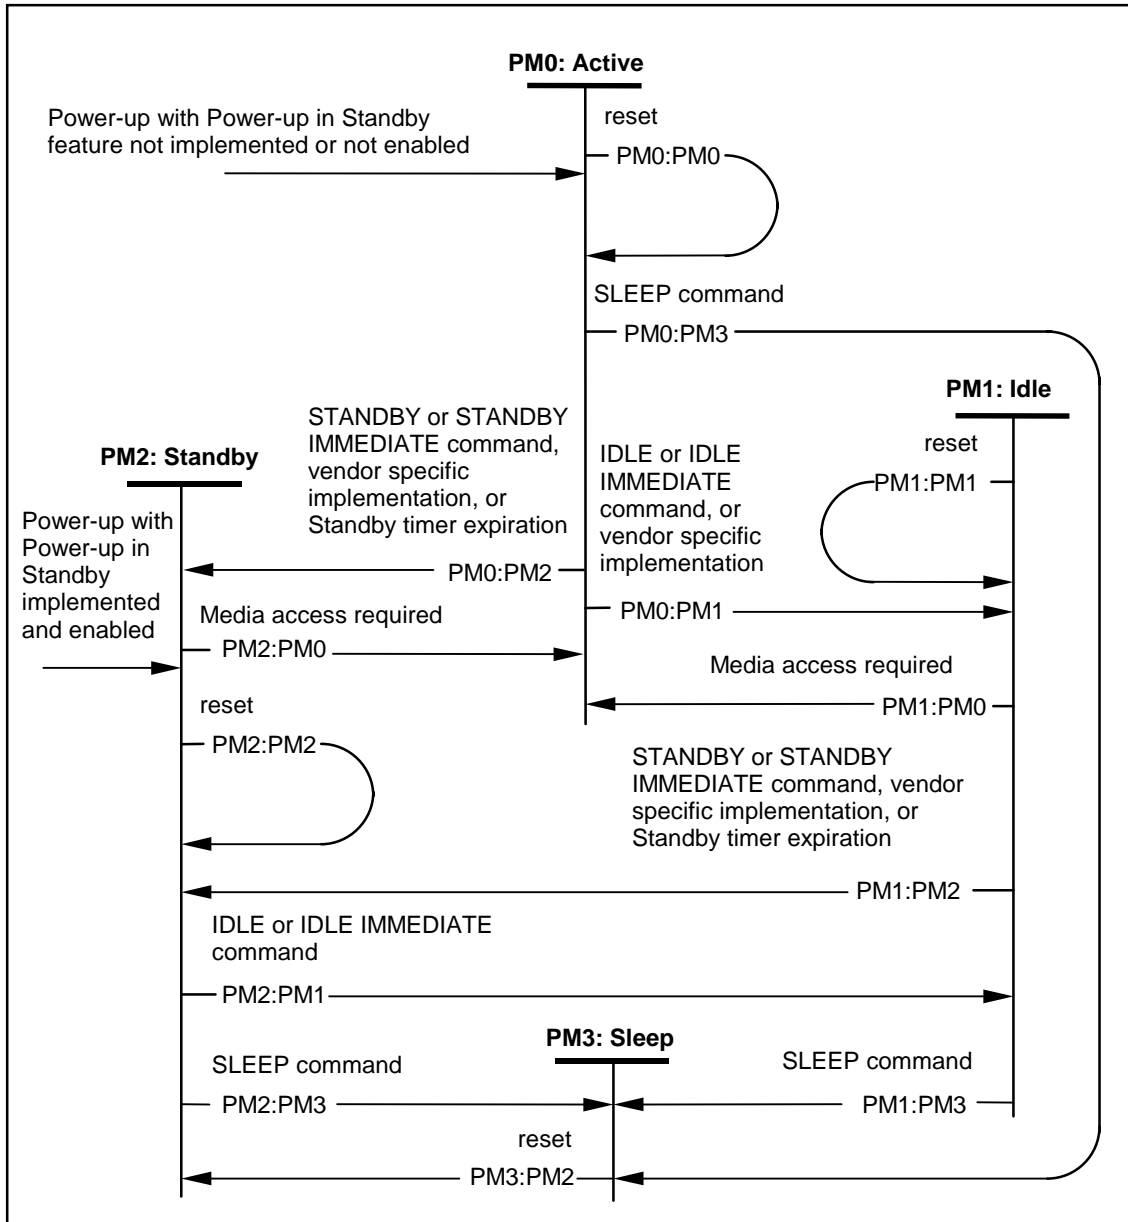 PM0: Active
Power-up with Power-up in Standby
feature not implemented or not enabled
reset
PM0:PM0
SLEEP command
PM0:PM3
PM1: Idle
STANDBY or STANDBY
IMMEDIATE command,
vendor specific
implementation, or
Standby timer expiration
IDLE or IDLE
IMMEDIATE
command, or
vendor specific
implementation
reset
PM1:PM1
PM2: Standby
Power-up with
Power-up in
Standby
implemented
and enabled
PM0:PM2
PM0:PM1
Media access required
PM2:PM0
Media access required
PM1:PM0
reset
PM2:PM2
STANDBY or STANDBY
IMMEDIATE command, vendor
specific implementation, or
Standby timer expiration
PM1:PM2
IDLE or IDLE IMMEDIATE
command
PM2:PM1
PM3: Sleep
SLEEP command
PM2:PM3
SLEEP command
PM1:PM3
reset
PM3:PM2